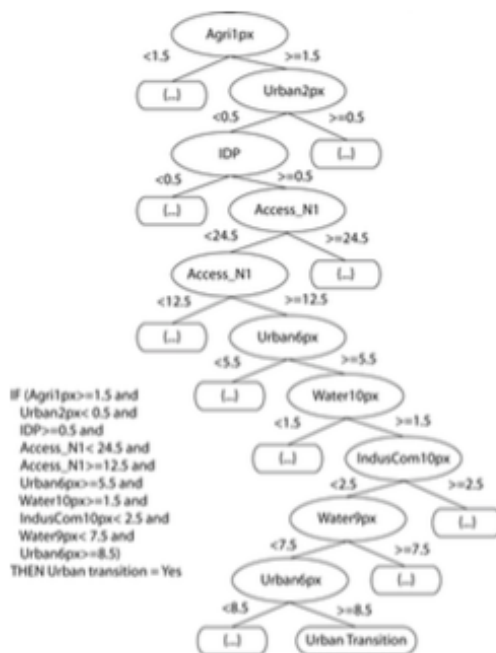 Agri1px
<1.5 >=1.5
(...) Urban2px
<0.5 >=0.5
IDP (...)
<0.5 >=0.5
(...) Access_N1
<24.5 >=24.5
Access_N1 (...)
<12.5 >=12.5
(...) Urban6px
<5.5 >=5.5
(...) Water10px
<1.5 >=1.5
(...) IndusCom10px
<2.5 >=2.5
Water9px (...)
<7.5 >=7.5
Urban6px (...)
<8.5 >=8.5
(...) Urban Transition
IF (Agri1px>=1.5 and
Urban2px< 0.5 and
IDP>=0.5 and
Access_N1< 24.5 and
Access_N1>=12.5 and
Urban6px>=5.5 and
Water10px>=1.5 and
IndusCom10px< 2.5 and
Water9px< 7.5 and
Urban6px>=8.5)
THEN Urban transition = Yes